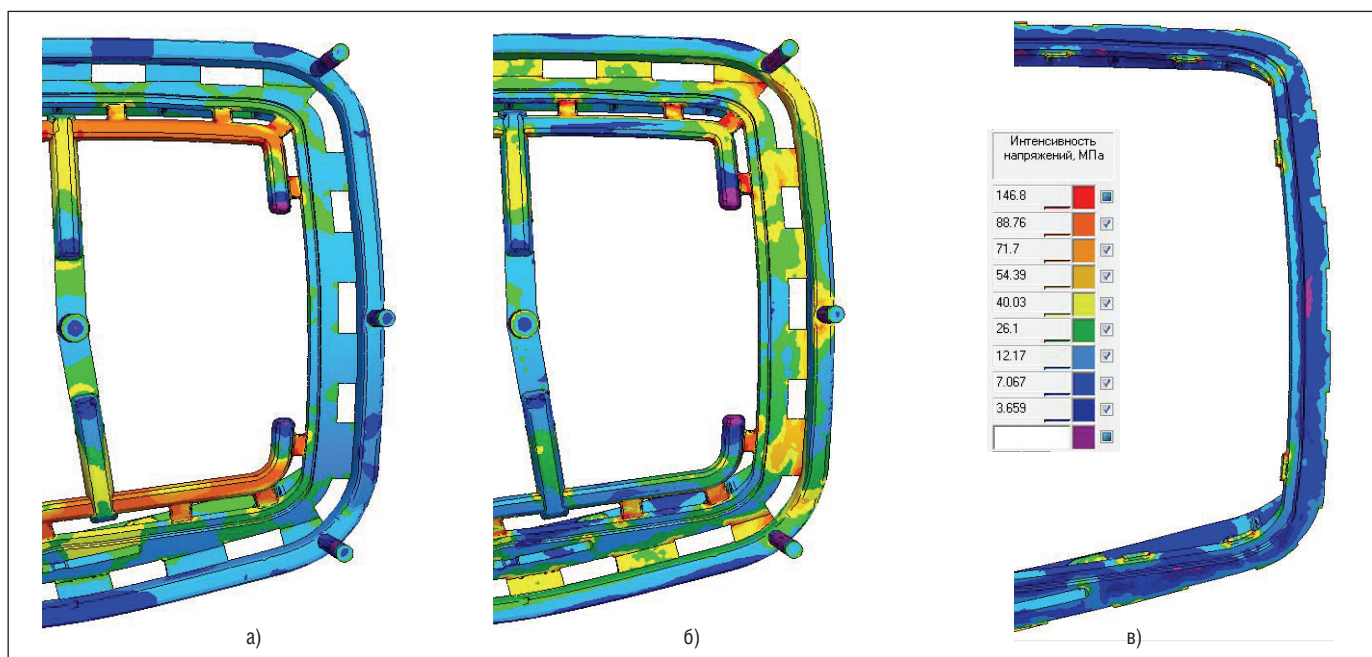 Интенсивность
напряжений, МПа
146.8
88.76
71.7
54.39
40.03
26.1
12.17
7.067
3.659
а)
б)
в)